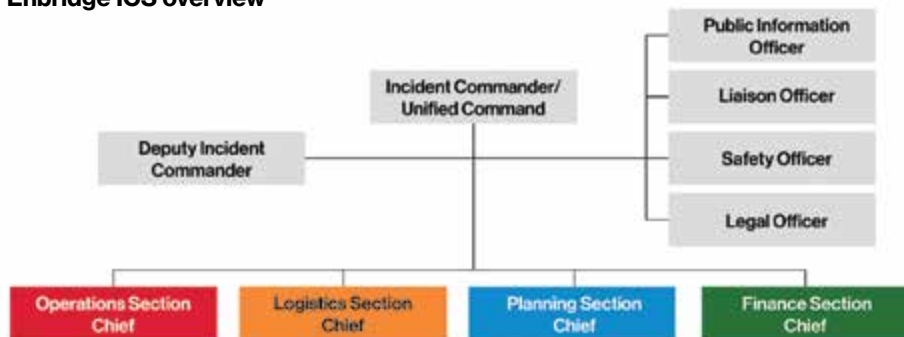 Enbridge ICS overview
Public Information
Officer
Incident Commander/
Unified Command
Liaison Officer
Deputy Incident
Commander
Safety Officer
Legal Officer
Operations Section
Chief
Logistics Section
Chief
Planning Section
Chief
Finance Section
Chief